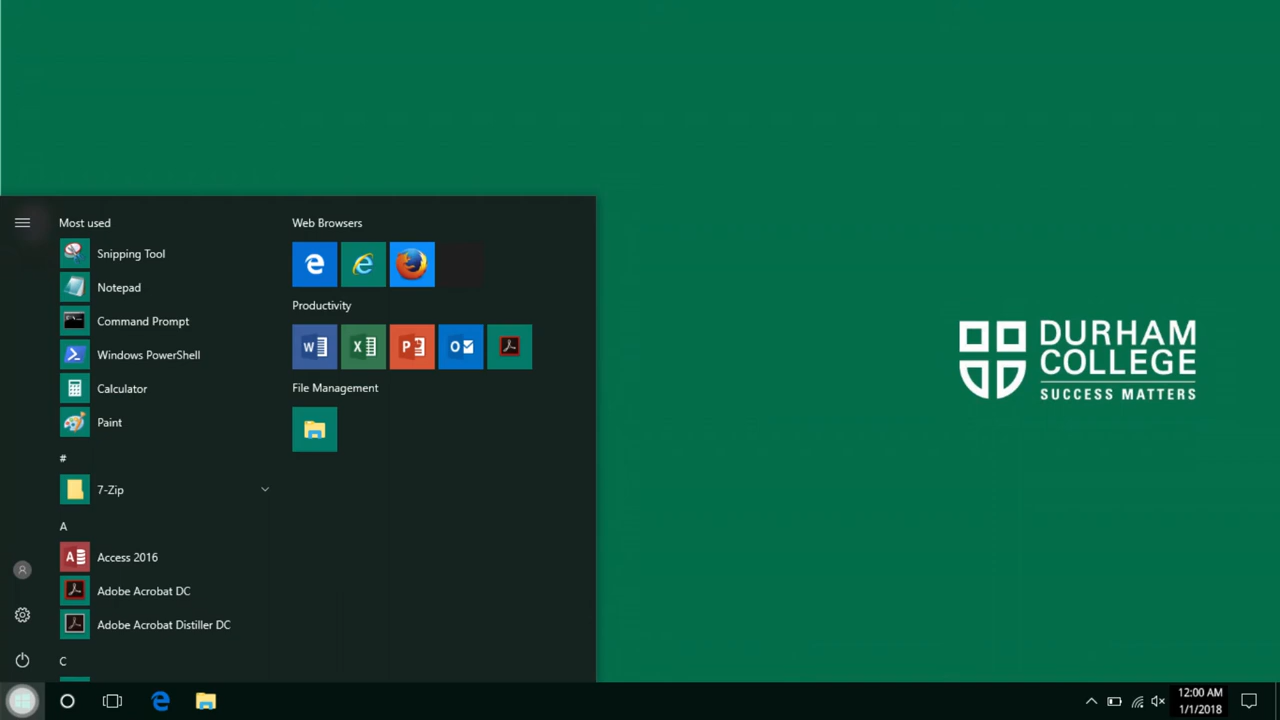 Most used
Snipping Tool
Notepad
Command Prompt
Windows PowerShell
Calculator
Paint
#
7-Zip
A
Access 2016
Adobe Acrobat DC
Adobe Acrobat Distiller DC
C
Web Browsers
Productivity
File Management
DURHAM
COLLEGE
SUCCESS MATTERS
12:00 AM
1/1/2018